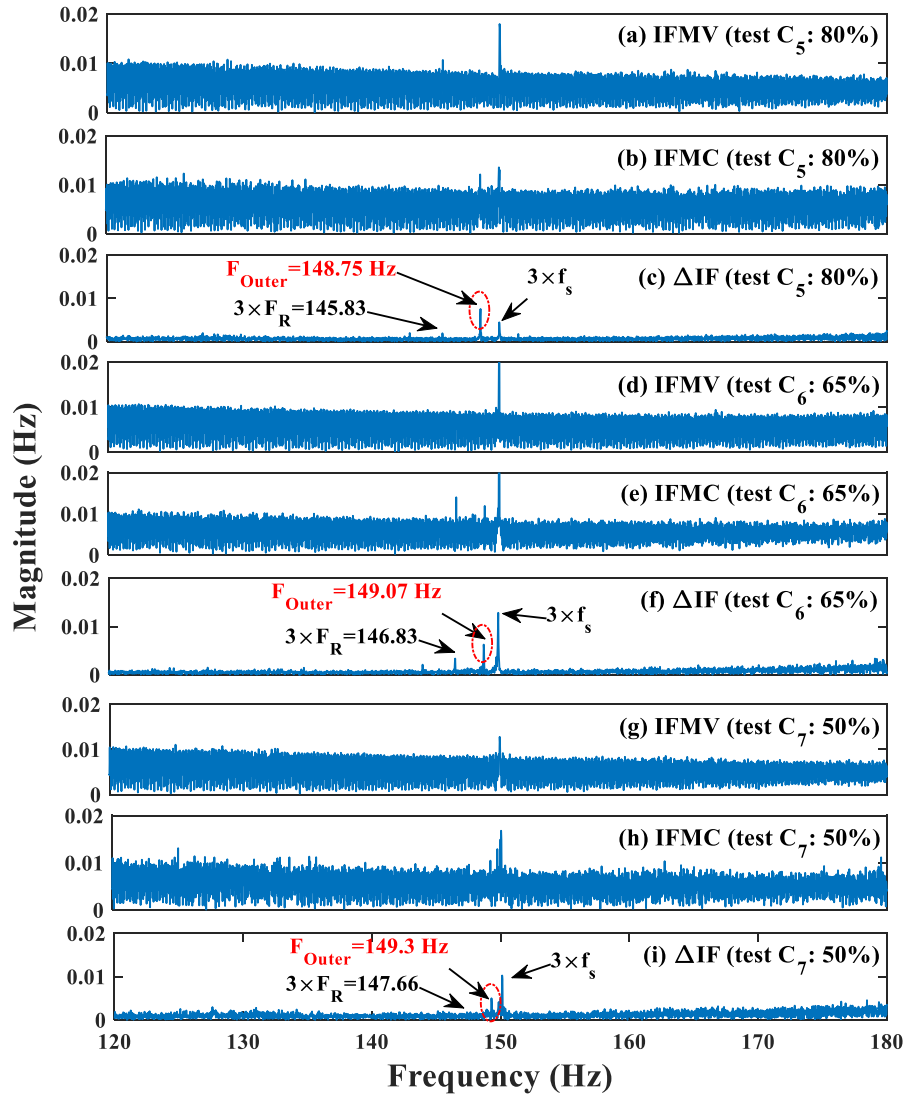 0.02
0.01
0
(a) IFMV (test C5: 80%)
0.02
0.01
0
(b) IFMC (test C5: 80%)
0.02
0.01
0
FOuter=148.75 Hz
3×FR=145.83
3×fs
(c) ΔIF (test C5: 80%)
0.02
0.01
0
(d) IFMV (test C6: 65%)
0.02
0.01
0
(e) IFMC (test C6: 65%)
0.02
0.01
0
FOuter=149.07 Hz
3×FR=146.83
3×fs
(f) ΔIF (test C6: 65%)
0.02
0.01
0
(g) IFMV (test C7: 50%)
0.02
0.01
0
(h) IFMC (test C7: 50%)
0.02
0.01
0
FOuter=149.3 Hz
3×FR=147.66
3×fs
(i) ΔIF (test C7: 50%)
120 130 140 150 160 170 180
Frequency (Hz)
Magnitude (Hz)